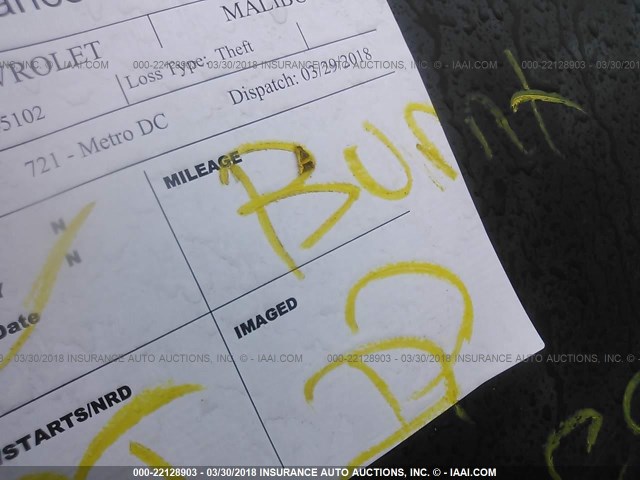 MALIBU
VROLET
Loss Type: Theft
5102
Dispatch: 03/29/2018
721 - Metro DC
MILEAGE
Burnt
N
N
Date
IMAGED
/STARTS/NRD
000-22128903 - 03/30/2018 INSURANCE AUTO AUCTIONS, INC. © - IAAI.COM